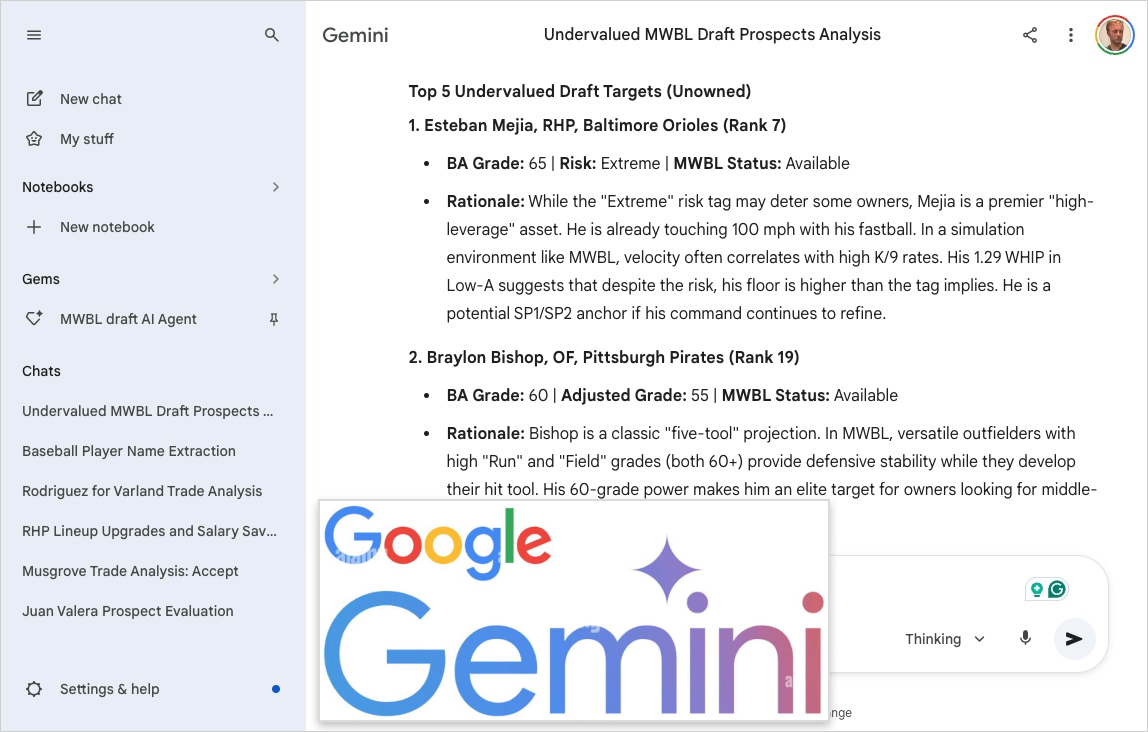 Gemini
Undervalued MWBL Draft Prospects Analysis
New chat
My stuff
Notebooks
New notebook
Gems
MWBL draft AI Agent
Chats
Undervalued MWBL Draft Prospects ...
Baseball Player Name Extraction
Rodriguez for Varland Trade Analysis
RHP Lineup Upgrades and Salary Sav...
Musgrove Trade Analysis: Accept
Juan Valera Prospect Evaluation
Settings & help
Top 5 Undervalued Draft Targets (Unowned)
1. Esteban Mejia, RHP, Baltimore Orioles (Rank 7)
• BA Grade: 65 | Risk: Extreme | MWBL Status: Available
• Rationale: While the "Extreme" risk tag may deter some owners, Mejia is a premier "high-
leverage" asset. He is already touching 100 mph with his fastball. In a simulation
environment like MWBL, velocity often correlates with high K/9 rates. His 1.29 WHIP in
Low-A suggests that despite the risk, his floor is higher than the tag implies. He is a
potential SP1/SP2 anchor if his command continues to refine.
2. Braylon Bishop, OF, Pittsburgh Pirates (Rank 19)
• BA Grade: 60 | Adjusted Grade: 55 | MWBL Status: Available
• Rationale: Bishop is a classic "five-tool" projection. In MWBL, versatile outfielders with
high "Run" and "Field" grades (both 60+) provide defensive stability while they develop
their hit tool. His 60-grade power makes him an elite target for owners looking for middle-
Google
Gemini
Thinking